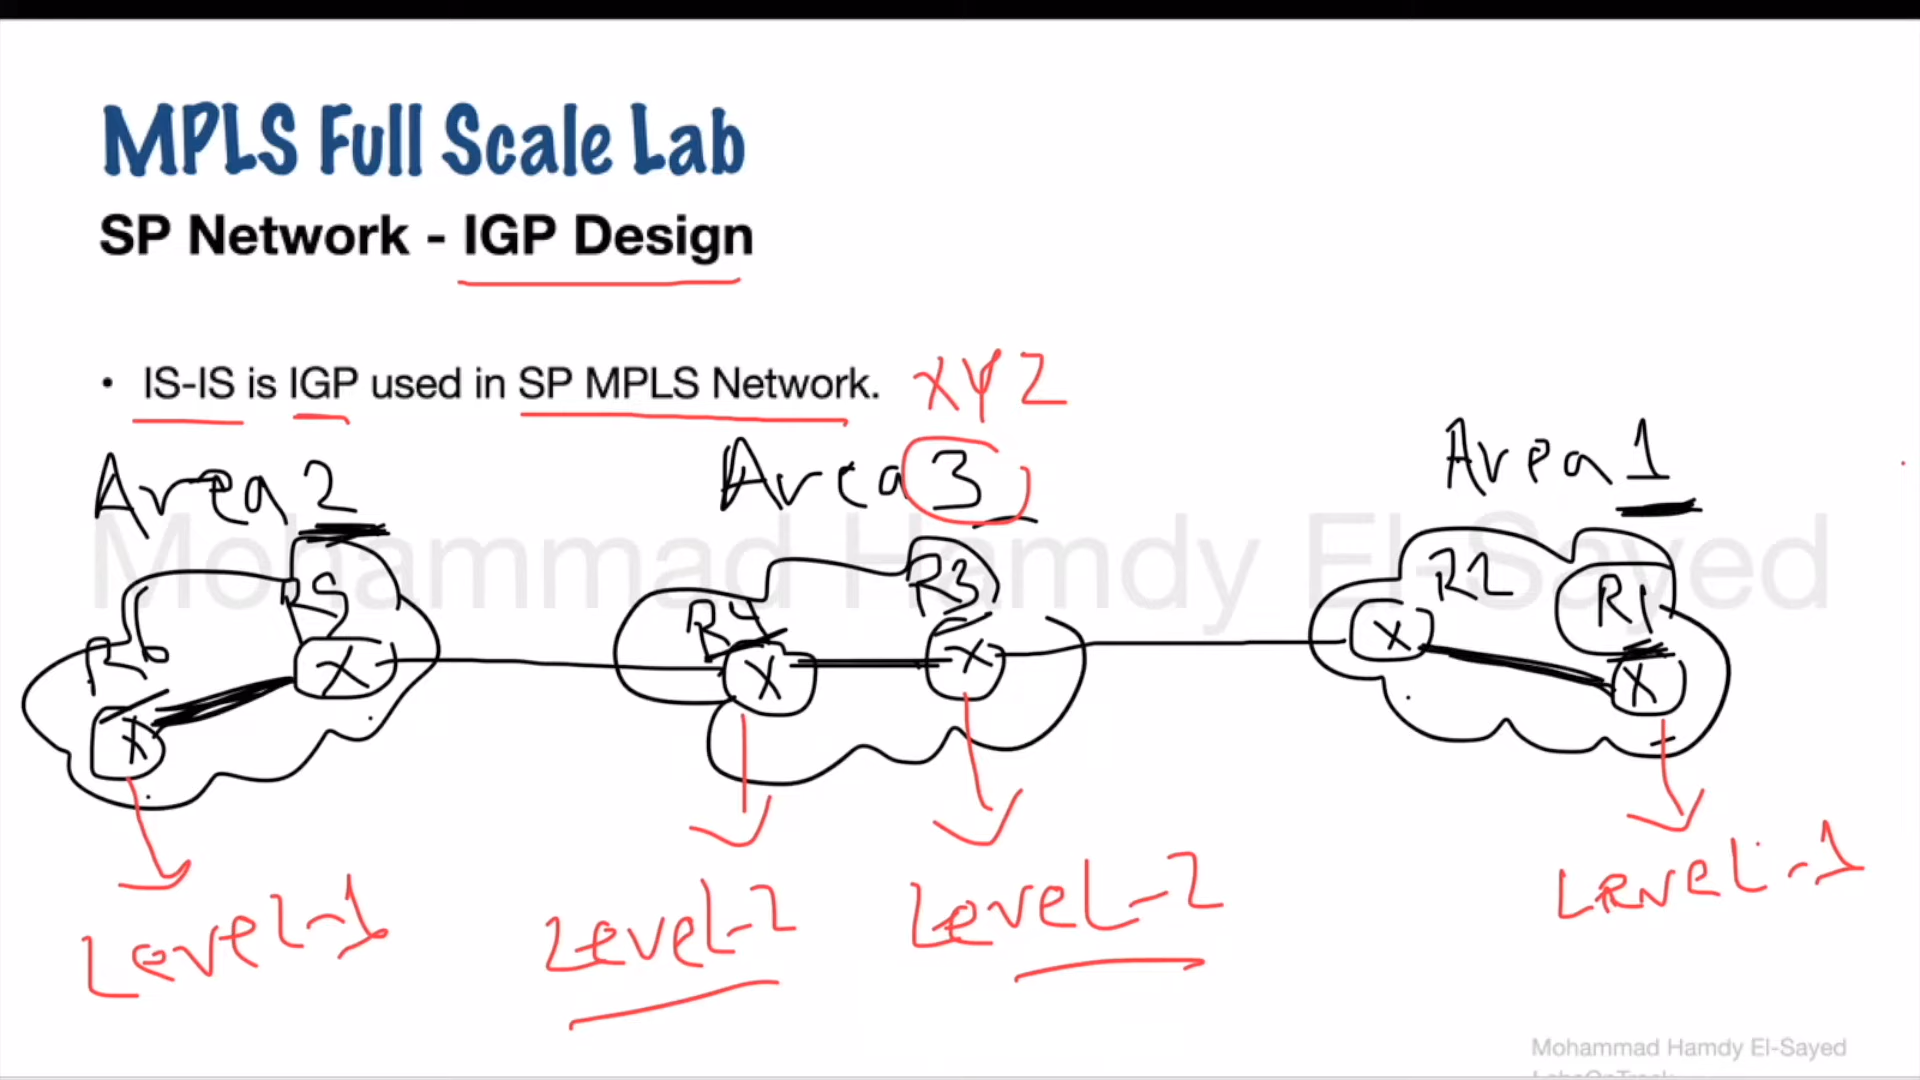 MPLS Full Scale Lab
SP Network - IGP Design
• IS-IS is IGP used in SP MPLS Network.
XYZ
Area 2
Area 3
Area 1
Mohammad Hamdy El-Sayed
R6
R5
R4
R3
R2
R1
X
X
X
X
X
X
Level-1
Level-2
Level-2
Level-1
Mohammad Hamdy El-Sayed